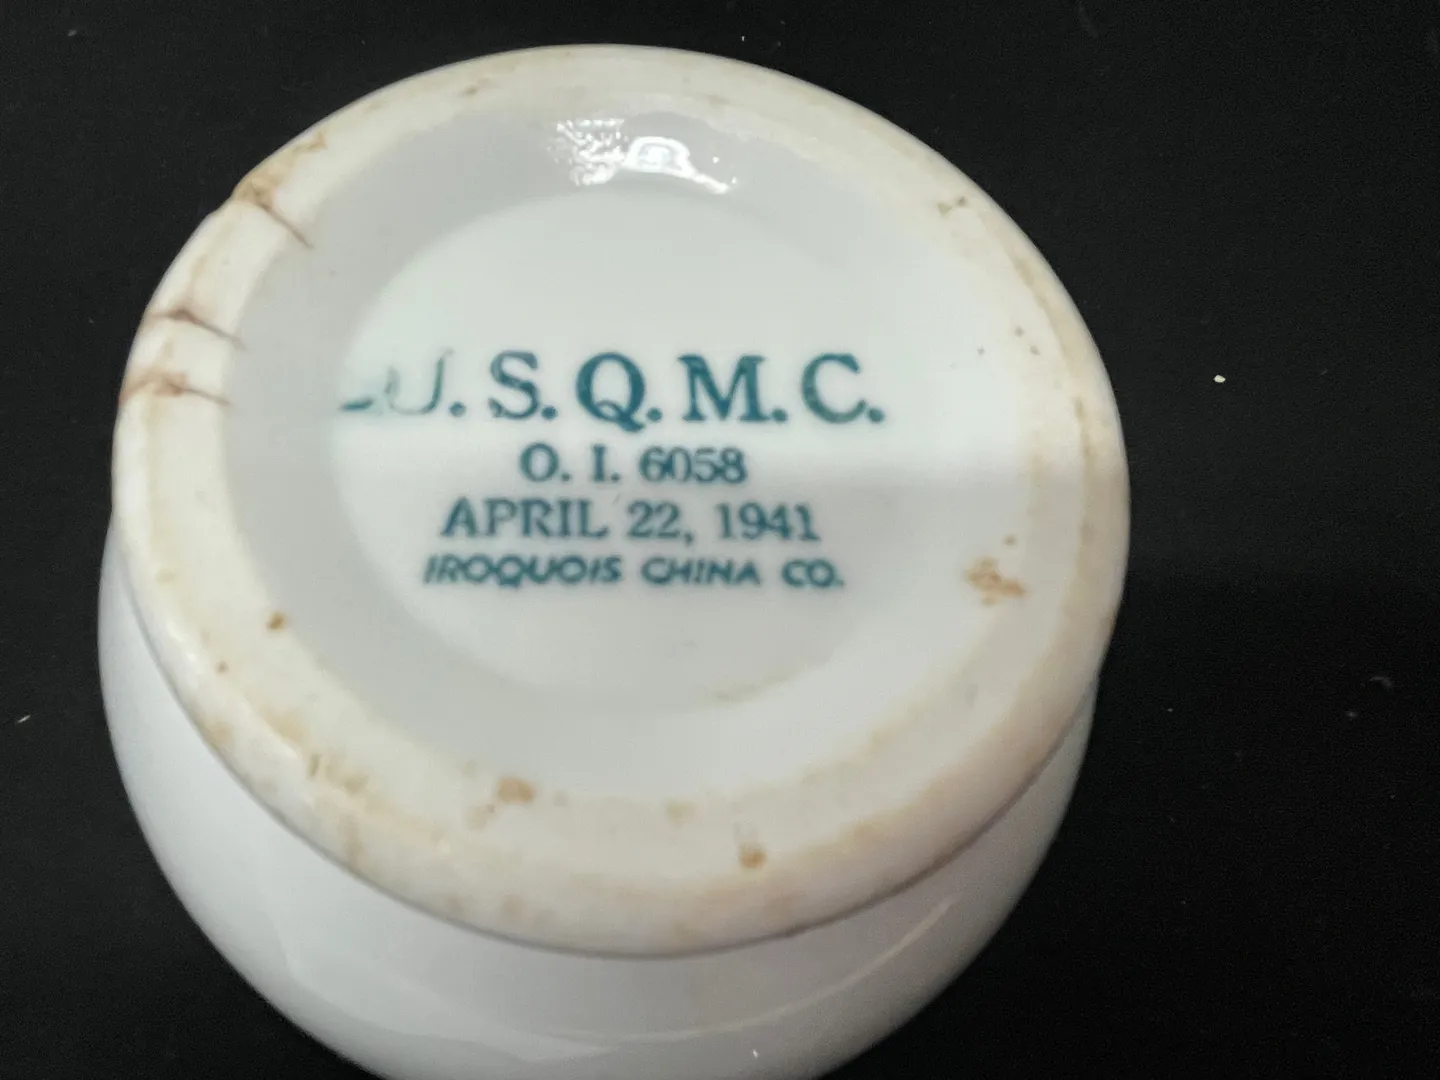 U.S.Q.M.C.
O. I. 6058
APRIL 22, 1941
IROQUOIS CHINA CO.